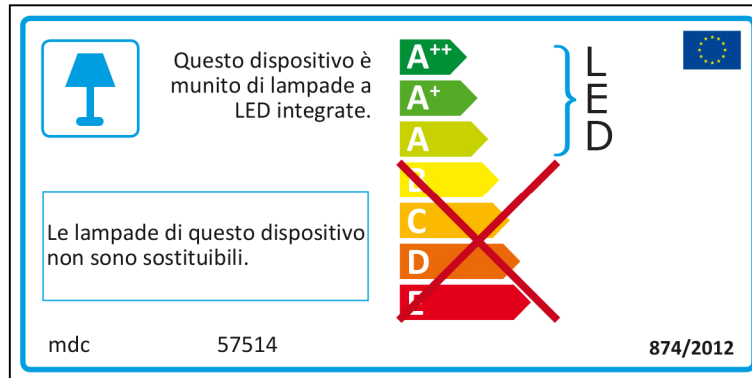 Questo dispositivo è
munito di lampade a
LED integrate.
A++
A+
A
B
C
D
E
L
E
D
Le lampade di questo dispositivo
non sono sostituibili.
mdc 57514
874/2012